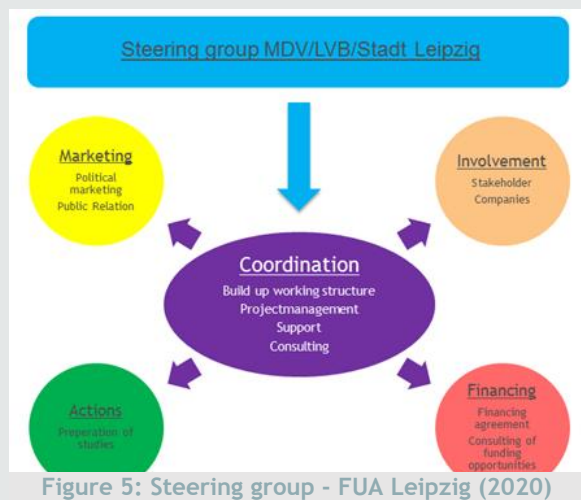 Steering group MDV/LVB/Stadt Leipzig
Marketing
Political
marketing
Public Relation
Involvement
Stakeholder
Companies
Coordination
Build up working structure
Projectmanagement
Support
Consulting
Actions
Preperation of
studies
Financing
Financing
agreement
Consulting of
funding
opportunities
Figure 5: Steering group - FUA Leipzig (2020)